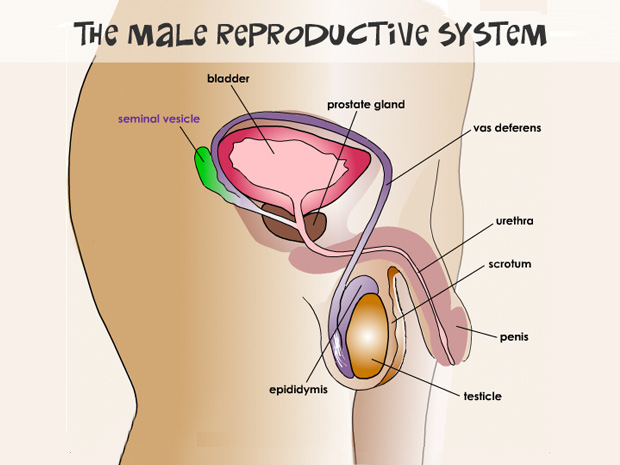 THE MALE REPRODUCTIVE SYSTEM
bladder
prostate gland
seminal vesicle
vas deferens
urethra
scrotum
penis
epididymis
testicle